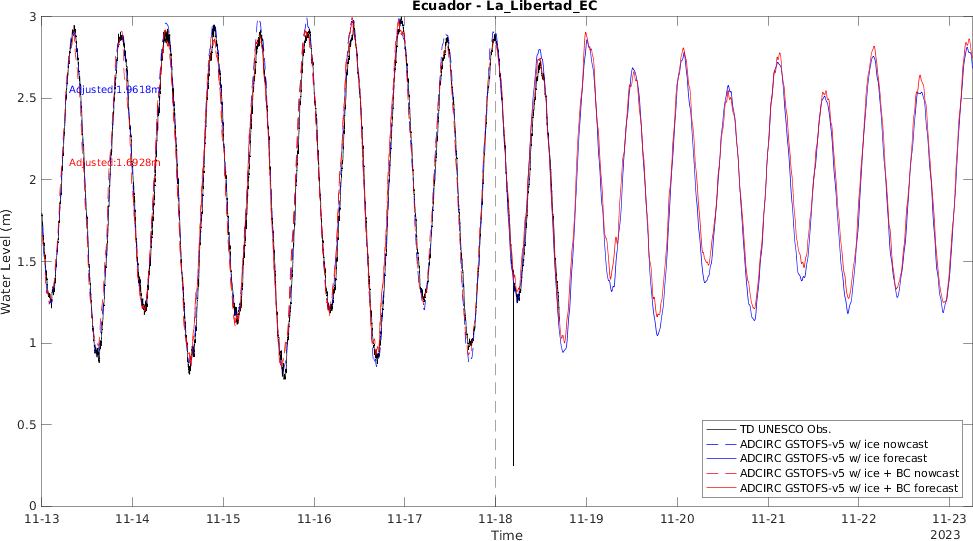 Ecuador - La_Libertad_EC
3
2.5
2
1.5
1
0.5
0
Water Level (m)
Adjusted:1.9618m
Adjusted:1.6928m
TD UNESCO Obs.
ADCIRC GSTOFS-v5 w/ ice nowcast
ADCIRC GSTOFS-v5 w/ ice forecast
ADCIRC GSTOFS-v5 w/ ice + BC nowcast
ADCIRC GSTOFS-v5 w/ ice + BC forecast
11-13 11-14 11-15 11-16 11-17 11-18 11-19 11-20 11-21 11-22 11-23
Time
2023